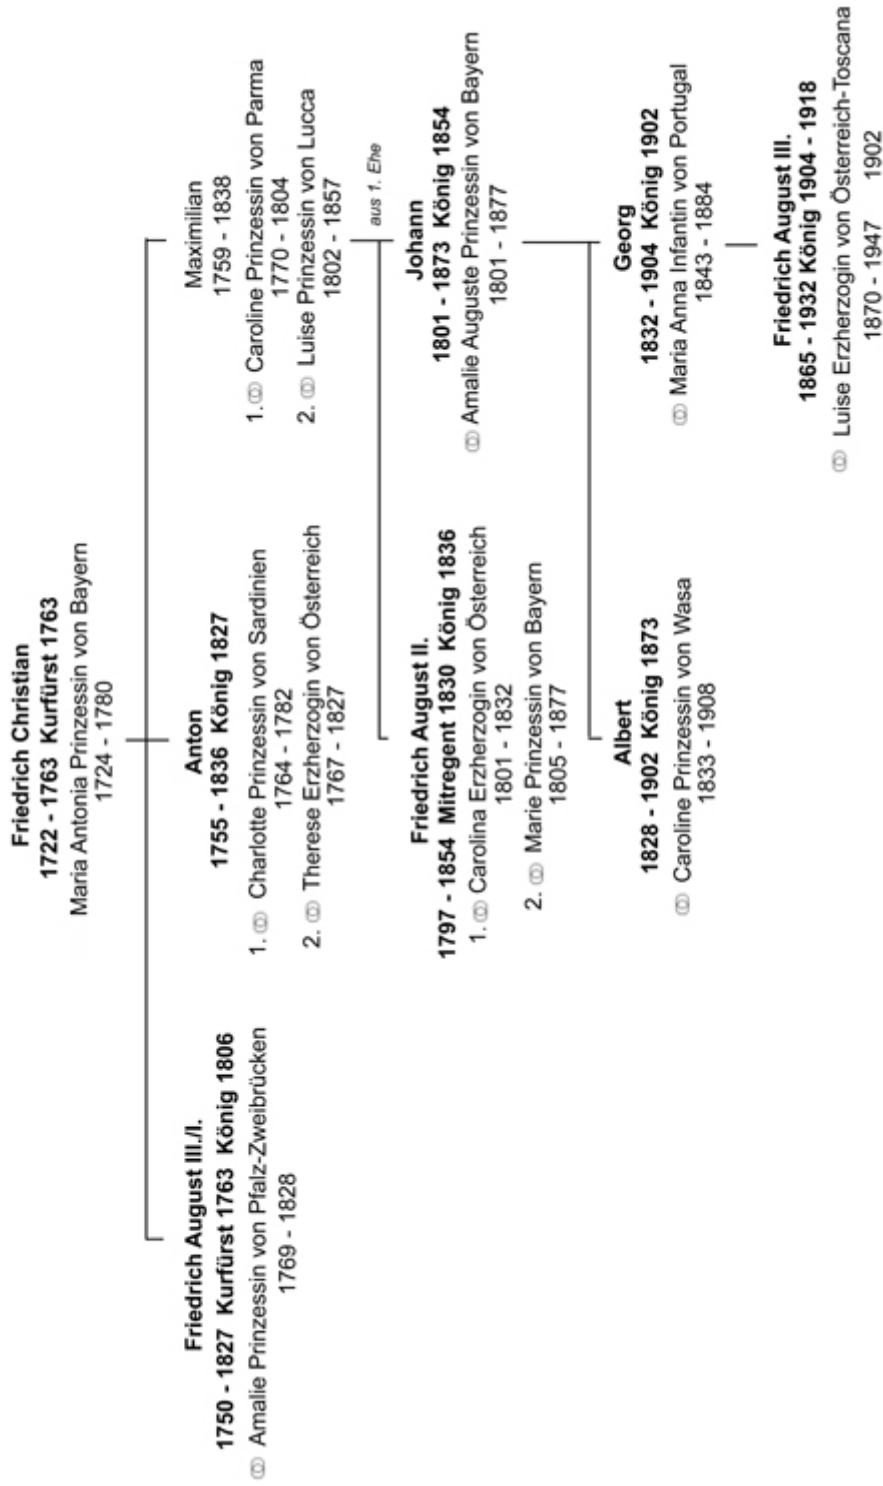 Friedrich Christian
1722 - 1763 Kurfürst 1763
Maria Antonia Prinzessin von Bayern
1724 - 1780
Friedrich August III./I.
1750 - 1827 Kurfürst 1763 König 1806
Amalie Prinzessin von Pfalz-Zweibrücken
1769 - 1828
Anton
1755 - 1836 König 1827
1. Charlotte Prinzessin von Sardinien
1764 - 1782
2. Therese Erzherzogin von Österreich
1767 - 1827
Maximilian
1759 - 1838
1. Caroline Prinzessin von Parma
1770 - 1804
2. Luise Prinzessin von Lucca
1802 - 1857
aus 1. Ehe
Friedrich August II.
1797 - 1854 Mitregent 1830 König 1836
1. Carolina Erzherzogin von Österreich
1801 - 1832
2. Marie Prinzessin von Bayern
1805 - 1877
Johann
1801 - 1873 König 1854
Amalie Auguste Prinzessin von Bayern
1801 - 1877
Albert
1828 - 1902 König 1873
Caroline Prinzessin von Wasa
1833 - 1908
Georg
1832 - 1904 König 1902
Maria Anna Infantin von Portugal
1843 - 1884
Friedrich August III.
1865 - 1932 König 1904 - 1918
Luise Erzherzogin von Österreich-Toscana
1870 - 1947 1902